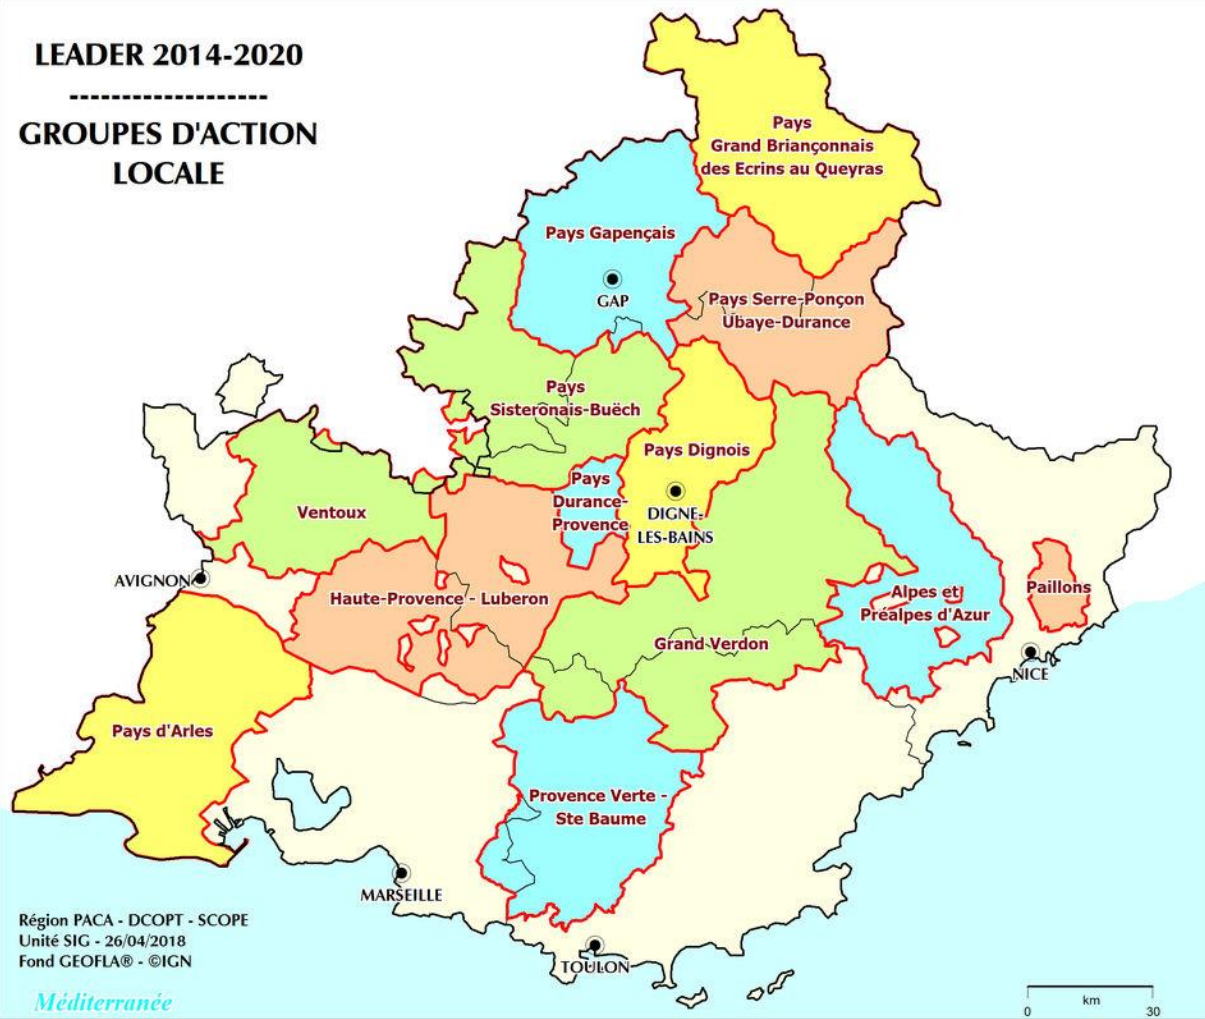 LEADER 2014-2020
-------------------
GROUPES D'ACTION
LOCALE
Pays
Grand Briançonnais
des Ecrins au Queyras
Pays Gapençais
GAP
Pays Serre-Ponçon
Ubaye-Durance
Pays
Sisteronais-Buëch
Pays Dignois
Pays
Durance-
Provence
DIGNE-
LES-BAINS
Ventoux
AVIGNON
Haute-Provence - Luberon
Alpes et
Préalpes d'Azur
Paillons
Grand Verdon
NICE
Pays d'Arles
Provence Verte -
Ste Baume
MARSEILLE
TOULON
Région PACA - DCOPT - SCOPE
Unité SIG - 26/04/2018
Fond GEOFLA® - ©IGN
Méditerranée
km
0 30